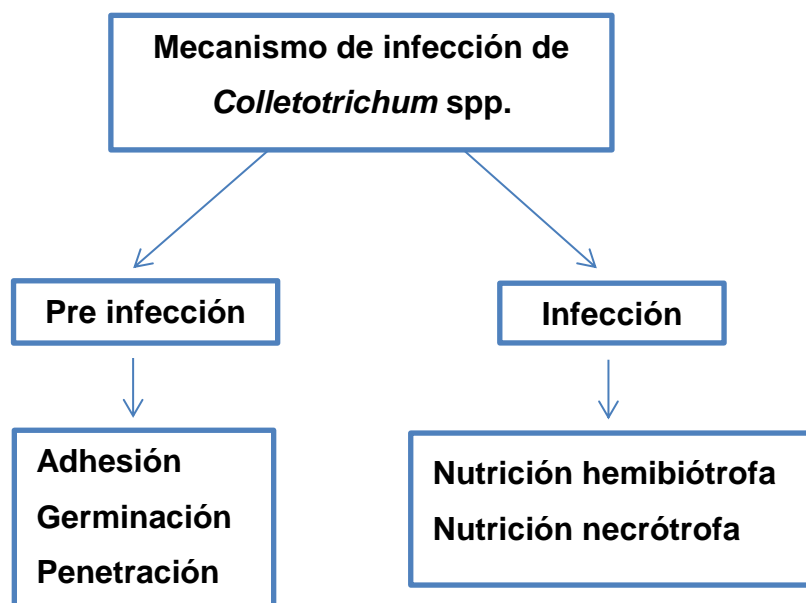 Mecanismo de infección de
Colletotrichum spp.
Pre infección
Infección
Adhesión
Germinación
Penetración
Nutrición hemibiótrofa
Nutrición necrótrofa